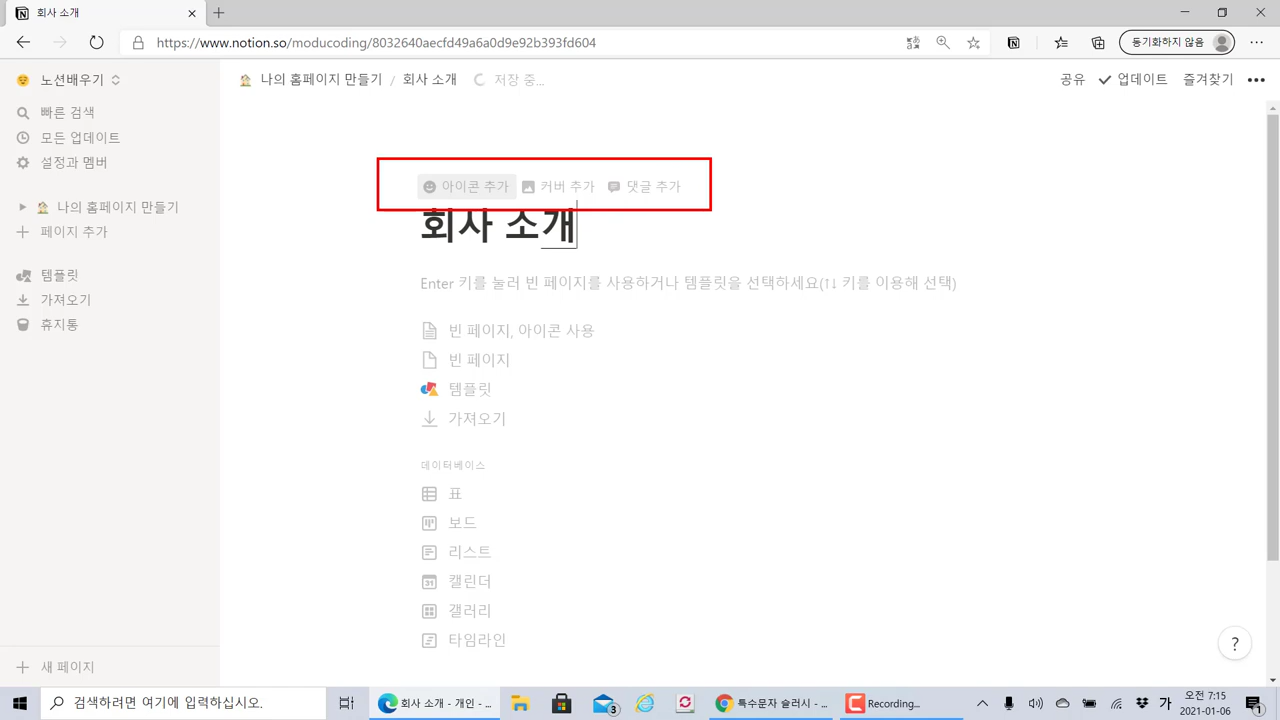 회사 소개
https://www.notion.so/moducoding/8032640aecfd49a6a0d9e92b393fd604
동기화하지 않음
노션배우기
나의 홈페이지 만들기 / 회사 소개
저장 중...
공유
업데이트
즐겨찾기
빠른 검색
모든 업데이트
설정과 멤버
나의 홈페이지 만들기
페이지 추가
템플릿
가져오기
휴지통
새 페이지
아이콘 추가
커버 추가
댓글 추가
회사 소개
Enter 키를 눌러 빈 페이지를 사용하거나 템플릿을 선택하세요(↑↓ 키를 이용해 선택)
빈 페이지, 아이콘 사용
빈 페이지
템플릿
가져오기
데이터베이스
표
보드
리스트
31
캘린더
갤러리
타임라인
?
검색하려면 여기에 입력하십시오.
회사 소개 - 개인 - ...
3
특수문자 슬러시 - ...
Recording...
가
오전 7:15
2021-01-06
1